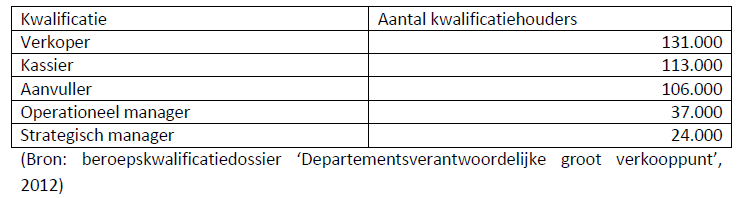 Kwalificatie Aantal kwalificatiehouders
Verkoper 131.000
Kassier 113.000
Aanvuller 106.000
Operationeel manager 37.000
Strategisch manager 24.000
(Bron: beroepskwalificatiedossier ‘Departementsverantwoordelijke groot verkooppunt’,
2012)